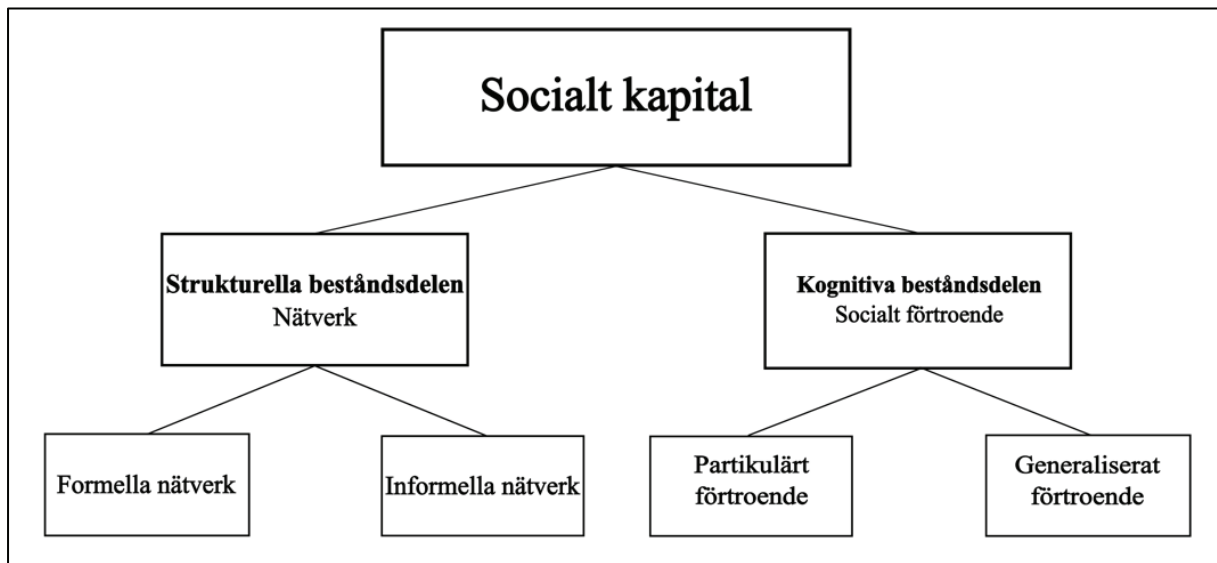 Socialt kapital
Strukturella beståndsdelen
Nätverk
Kognitiva beståndsdelen
Socialt förtroende
Formella nätverk
Informella nätverk
Partikulärt
förtroende
Generaliserat
förtroende